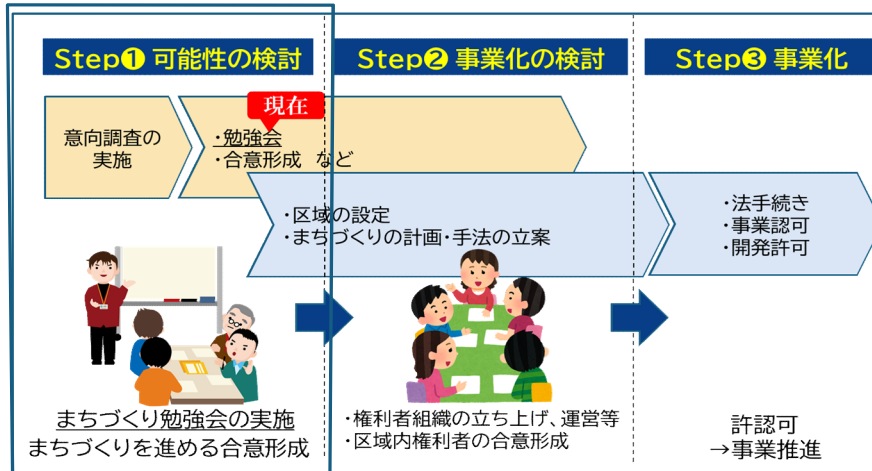 Step❶ 可能性の検討
Step❷ 事業化の検討
Step❸ 事業化
現在
意向調査の
実施
・勉強会
・合意形成 など
・区域の設定
・まちづくりの計画・手法の立案
・法手続き
・事業認可
・開発許可
まちづくり勉強会の実施
まちづくりを進める合意形成
・権利者組織の立ち上げ、運営等
・区域内権利者の合意形成
許認可
→事業推進